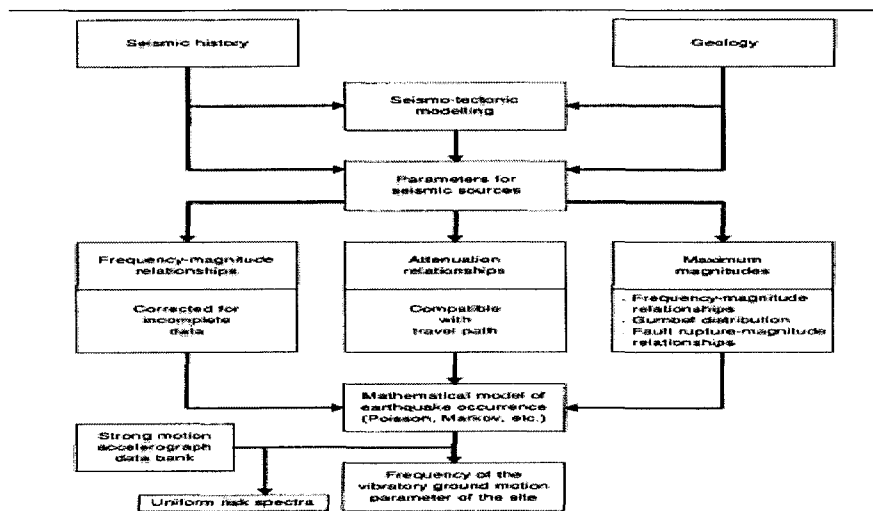 Seismic history
Geology
Seismo-tectonic
modelling
Parameters for
seismic sources
Frequency-magnitude
relationships
Corrected for
incomplete
data
Attenuation
relationships
Compatible
with
travel path
Maximum
magnitudes
- Frequency-magnitude
relationships
- Gumbel distribution
- Fault rupture-magnitude
relationships
Mathematical model of
earthquake occurrence
(Poisson, Markov, etc.)
Strong motion
accelerograph
data bank
Uniform risk spectra
Frequency of the
vibratory ground motion
parameter of the site